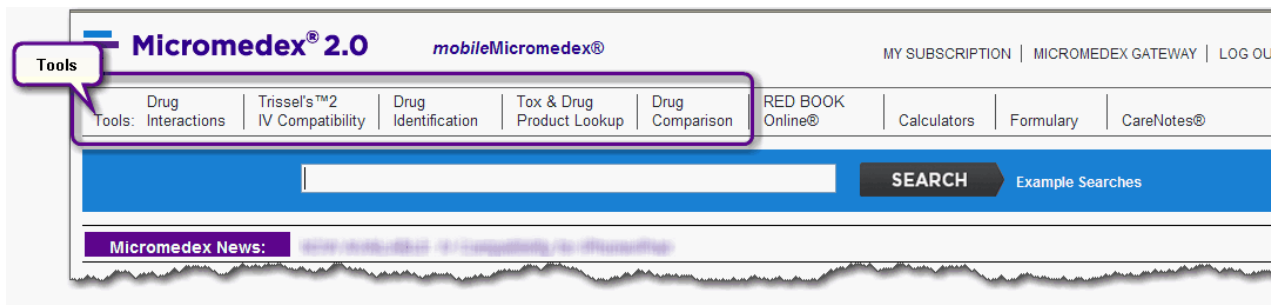 Micromedex® 2.0
mobileMicromedex®
MY SUBSCRIPTION | MICROMEDEX GATEWAY | LOG OU
Tools
Tools:
Drug
Interactions
Trissel's™2
IV Compatibility
Drug
Identification
Tox & Drug
Product Lookup
Drug
Comparison
RED BOOK
Online®
Calculators
Formulary
CareNotes®
SEARCH
Example Searches
Micromedex News: